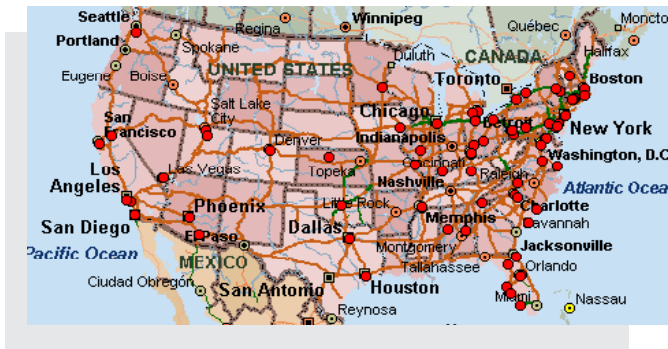 Seattle
Winnipeg
Québec
Moncto
Regina
Portland
Spokane
Halifax
Duluth
CANADA
Eugene
Boise
UNITED STATES
Toronto
Boston
Salt Lake
City
Chicago
San
Francisco
Detroit
New York
Indianapolis
Denver
Cincinnati
Washington, D.C
Las Vegas
Topeka
Los
Angeles
Nashville
Raleigh
Atlantic Ocea
Phoenix
Little Rock
Charlotte
San Diego
Memphis
Savannah
El Paso
Dallas
Montgomery
Pacific Ocean
MEXICO
Jacksonville
Tallahassee
Orlando
Ciudad Obregón
San Antonio
Houston
Miami
Nassau
Reynosa